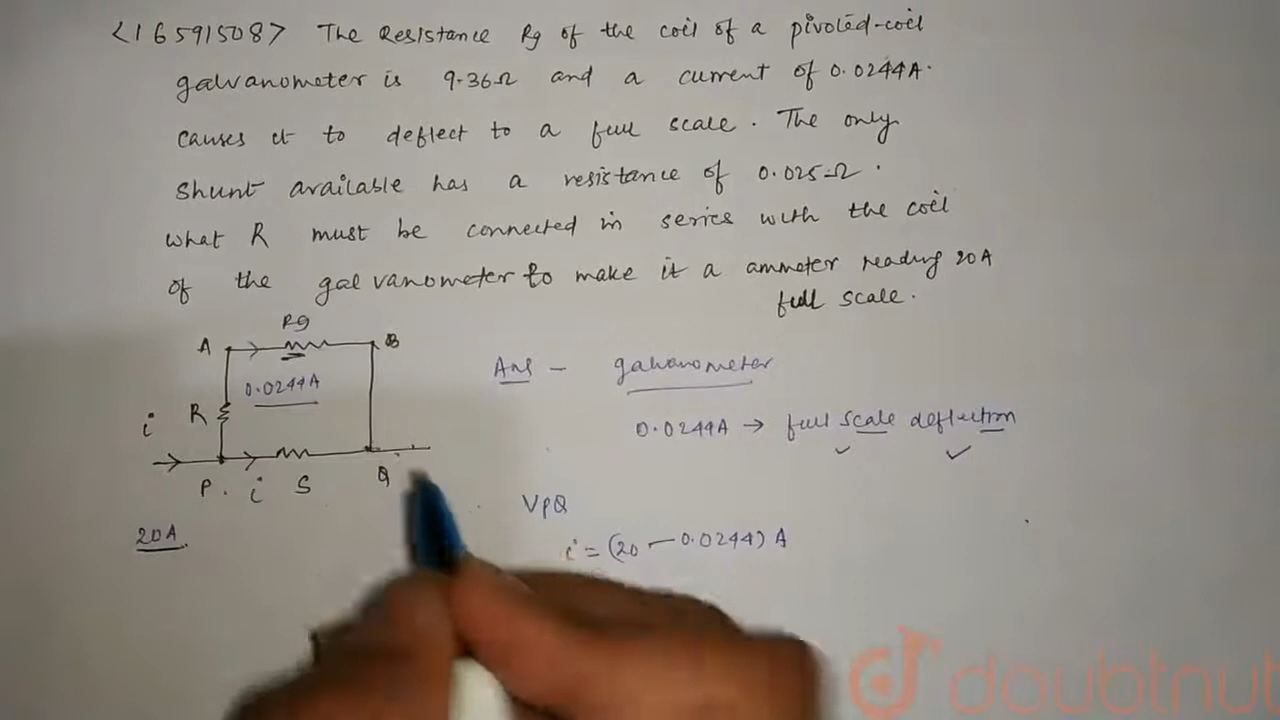 <16591508> The Resistance Rg of the coil of a pivoted-coil
galvanometer is 9.36Ω and a current of 0.0244A.
causes it to deflect to a full scale. The only
shunt available has a resistance of 0.025Ω.
what R must be connected in series with the coil
of the galvanometer to make it a ammeter reading 20A
full scale.
Rg
A B
0.0244A
R
i
P. i S Q
20A
Ans - galvanometer
0.0244A → full scale deflection
VPQ
i = (20 - 0.0244) A
doubtnut